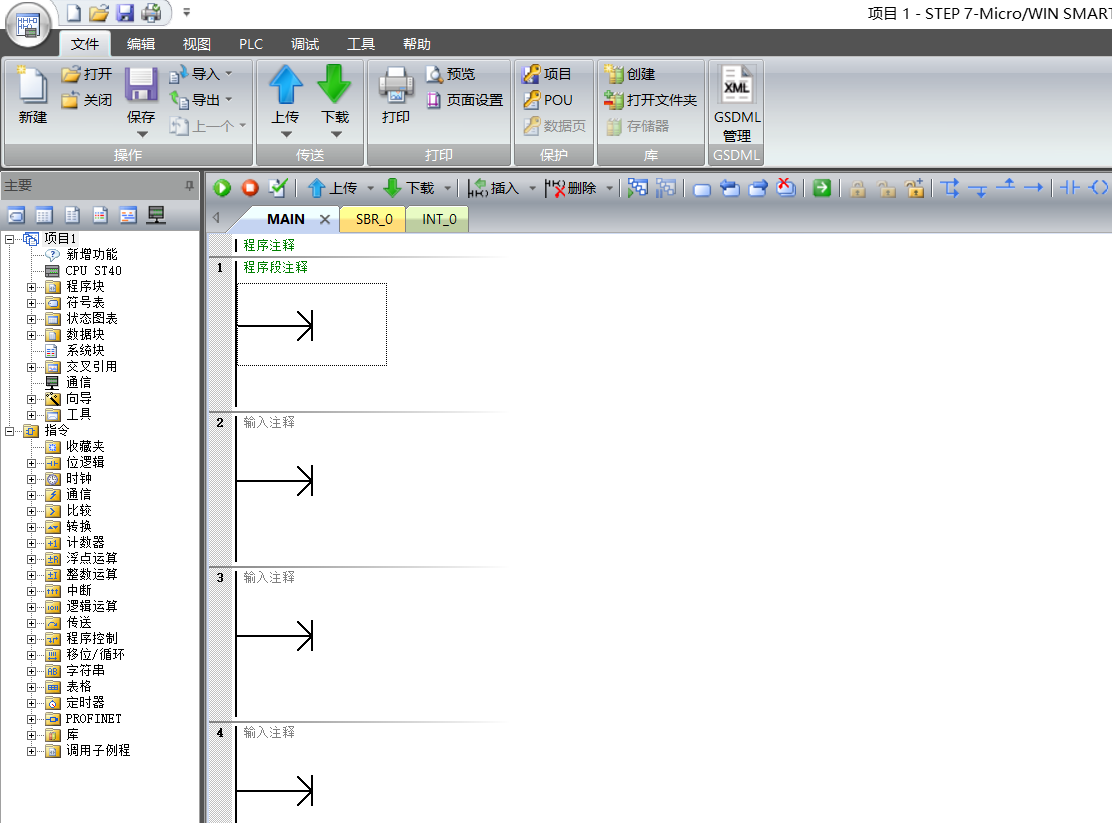 项目 1 - STEP 7-Micro/WIN SMART
文件 编辑 视图 PLC 调试 工具 帮助
新建 打开 关闭 保存 导入 导出 上一个
操作
上传 下载
传送
打印 预览 页面设置
打印
项目 POU 数据页
保护
创建 打开文件夹 存储器
库
XML
GSDML
管理
GSDML
主要
上传 下载 插入 删除
MAIN SBR_0 INT_0
项目1
新增功能
CPU ST40
程序块
符号表
状态图表
数据块
系统块
交叉引用
通信
向导
工具
指令
收藏夹
位逻辑
时钟
通信
比较
转换
计数器
浮点运算
整数运算
中断
逻辑运算
传送
程序控制
移位/循环
字符串
表格
定时器
PROFINET
库
调用子例程
程序注释
1 程序段注释
2 输入注释
3 输入注释
4 输入注释